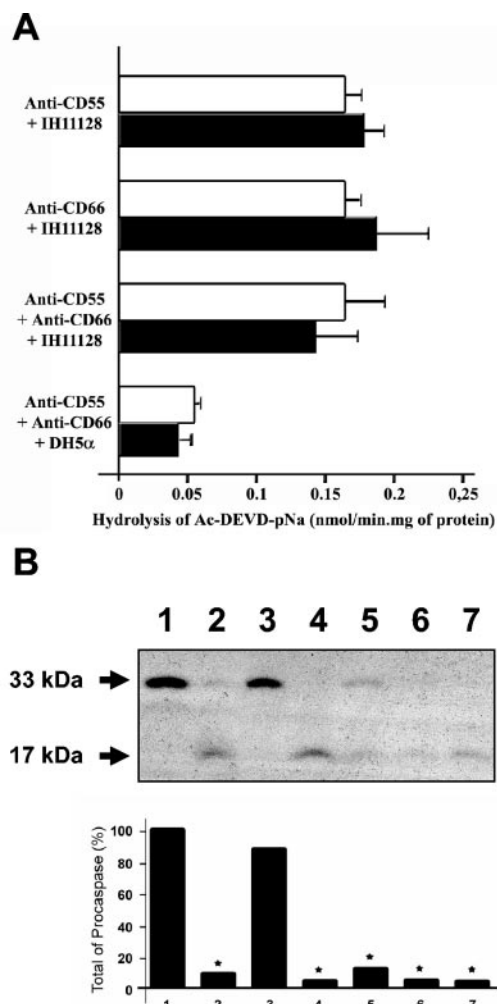 A
Anti-CD55
+ IH11128
Anti-CD66
+ IH11128
Anti-CD55
+ Anti-CD66
+ IH11128
Anti-CD55
+ Anti-CD66
+ DH5α
0 0.05 0.1 0.15 0.2 0,25
Hydrolysis of Ac-DEVD-pNa (nmol/min.mg of protein)
B
1 2 3 4 5 6 7
33 kDa
17 kDa
Total of Procaspase (%)
100
80
60
40
20
0
* * * * *
1 2 3 4 5 6 7